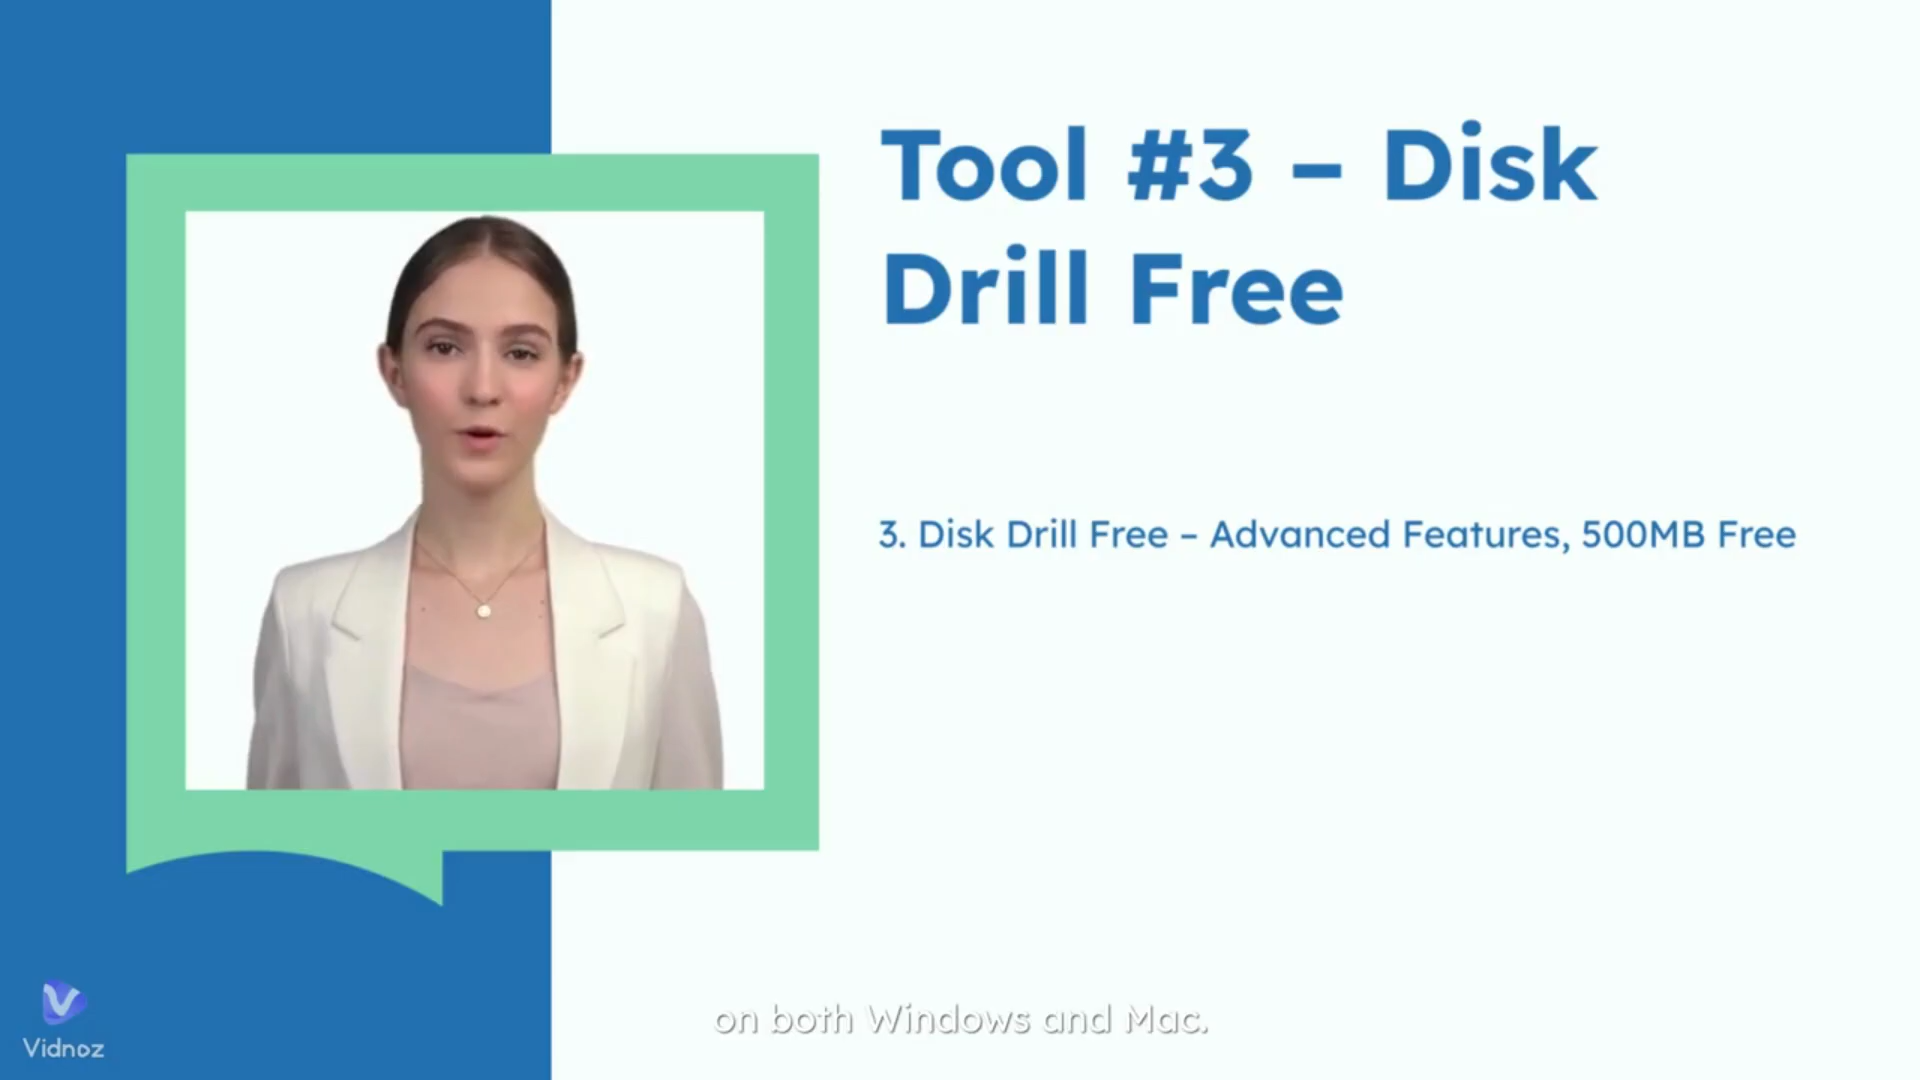 Tool #3 – Disk
Drill Free
3. Disk Drill Free – Advanced Features, 500MB Free
on both Windows and Mac.
Vidnoz